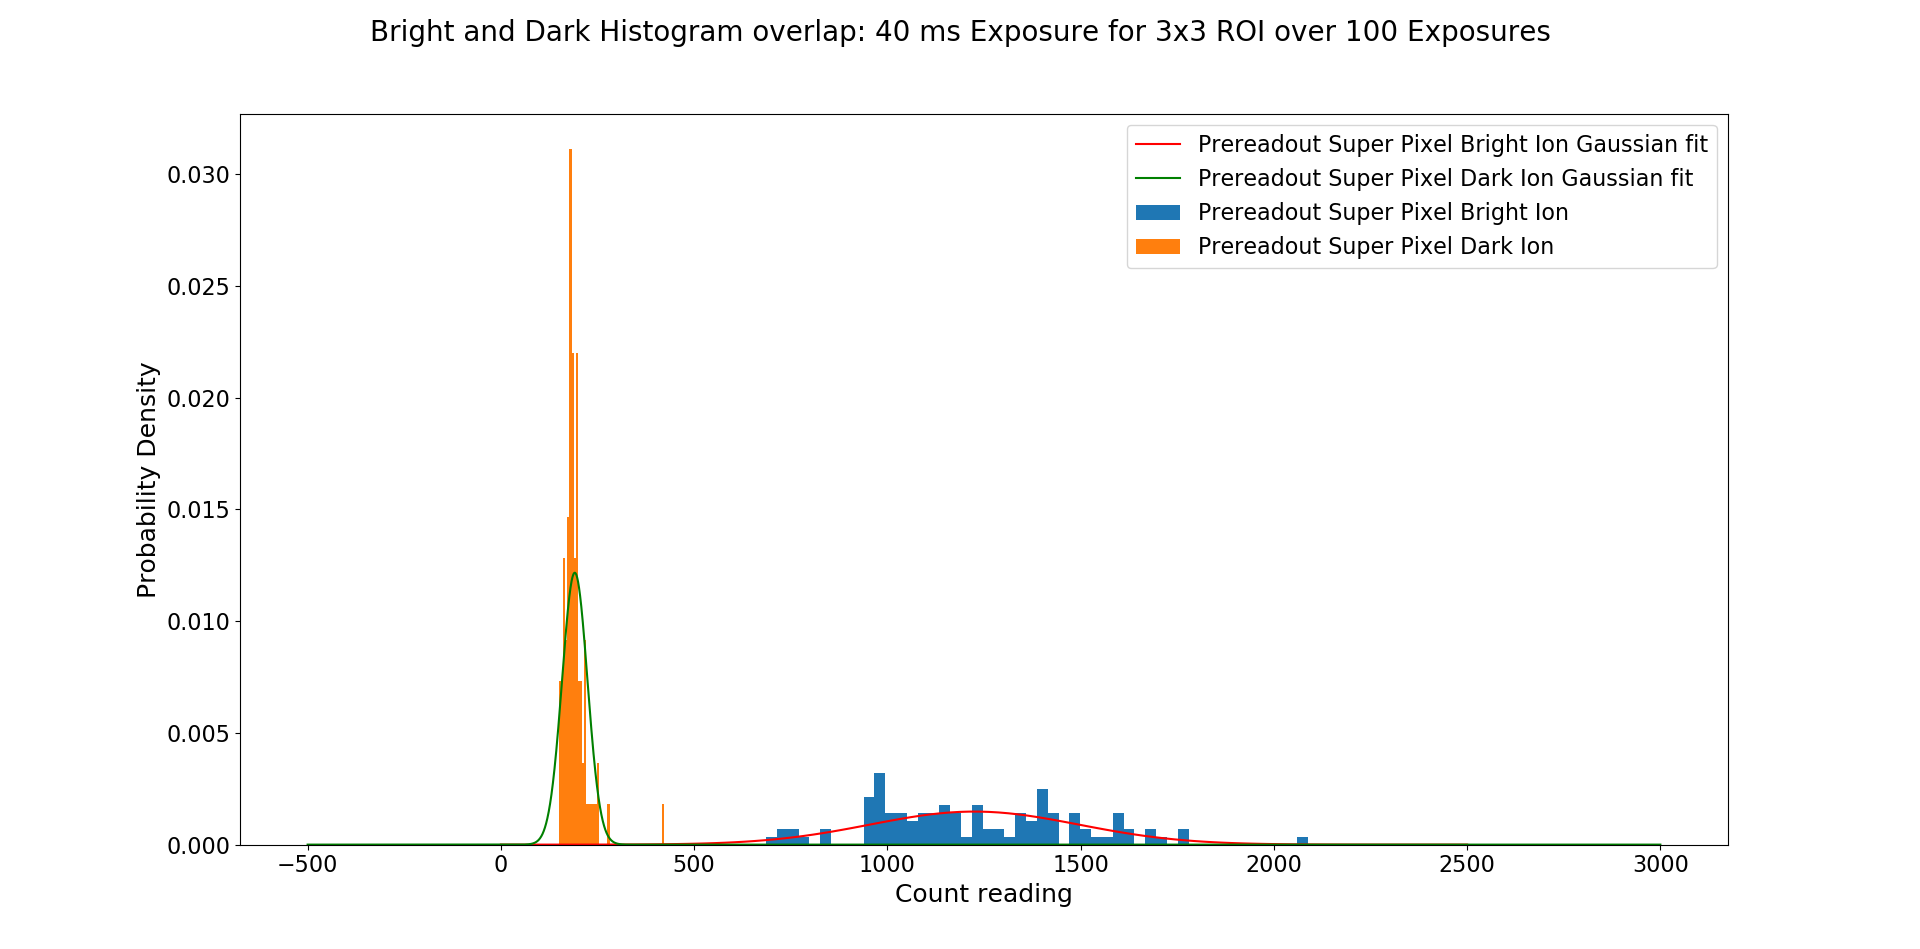 Bright and Dark Histogram overlap: 40 ms Exposure for 3x3 ROI over 100 Exposures
Prereadout Super Pixel Bright Ion Gaussian fit
Prereadout Super Pixel Dark Ion Gaussian fit
Prereadout Super Pixel Bright Ion
Prereadout Super Pixel Dark Ion
Probability Density
0.030
0.025
0.020
0.015
0.010
0.005
0.000
−500 0 500 1000 1500 2000 2500 3000
Count reading